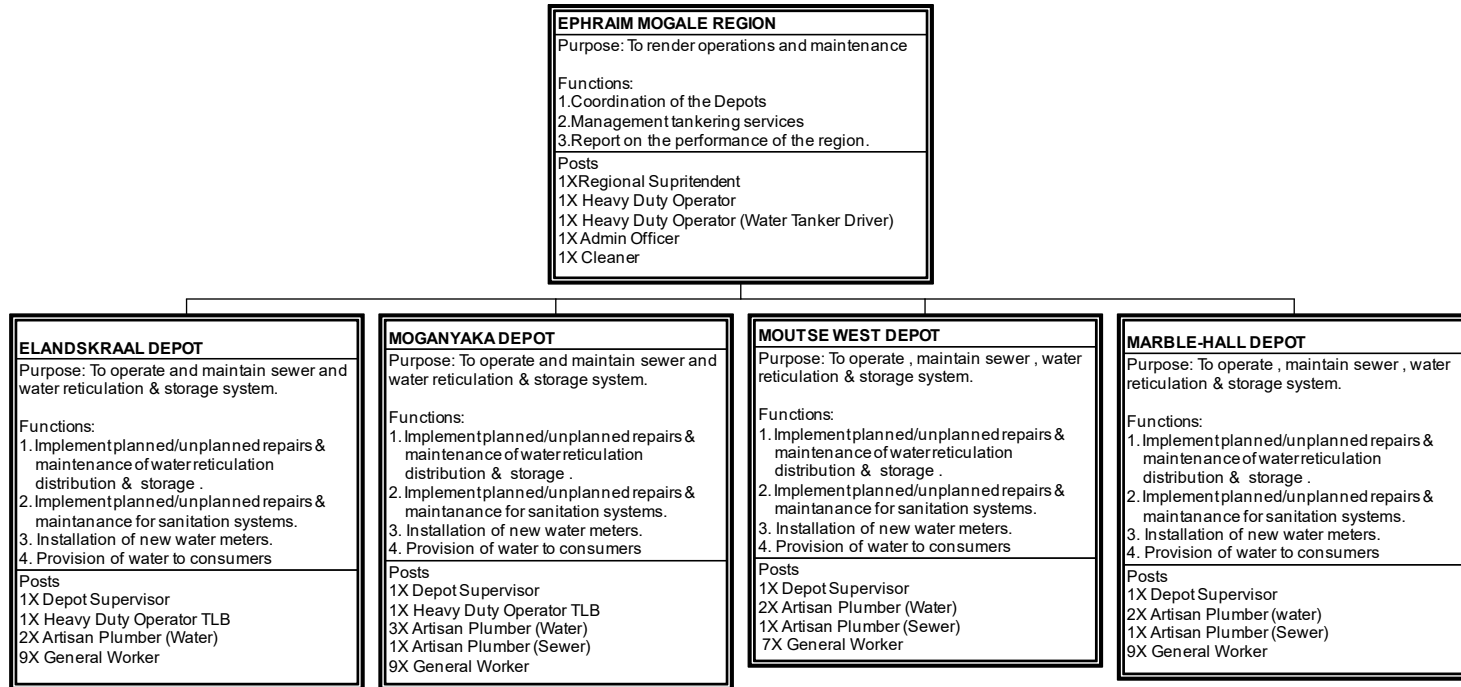 EPHRAIM MOGALE REGION
Purpose: To render operations and maintenance
Functions:
1.Coordination of the Depots
2.Management tankering services
3.Report on the performance of the region.
Posts
1XRegional Supritendent
1X Heavy Duty Operator
1X Heavy Duty Operator (Water Tanker Driver)
1X Admin Officer
1X Cleaner
ELANDSKRAAL DEPOT
Purpose: To operate and maintain sewer and
water reticulation & storage system.
Functions:
1. Implement planned/unplanned repairs &
maintenance of water reticulation
distribution & storage .
2. Implement planned/unplanned repairs &
maintanance for sanitation systems.
3. Installation of new water meters.
4. Provision of water to consumers
Posts
1X Depot Supervisor
1X Heavy Duty Operator TLB
2X Artisan Plumber (Water)
9X General Worker
MOGANYAKA DEPOT
Purpose: To operate and maintain sewer and
water reticulation & storage system.
Functions:
1. Implement planned/unplanned repairs &
maintenance of water reticulation
distribution & storage .
2. Implement planned/unplanned repairs &
maintanance for sanitation systems.
3. Installation of new water meters.
4. Provision of water to consumers
Posts
1X Depot Supervisor
1X Heavy Duty Operator TLB
3X Artisan Plumber (Water)
1X Artisan Plumber (Sewer)
9X General Worker
MOUTSE WEST DEPOT
Purpose: To operate , maintain sewer , water
reticulation & storage system.
Functions:
1. Implement planned/unplanned repairs &
maintenance of water reticulation
distribution & storage .
2. Implement planned/unplanned repairs &
maintanance for sanitation systems.
3. Installation of new water meters.
4. Provision of water to consumers
Posts
1X Depot Supervisor
2X Artisan Plumber (Water)
1X Artisan Plumber (Sewer)
7X General Worker
MARBLE-HALL DEPOT
Purpose: To operate , maintain sewer , water
reticulation & storage system.
Functions:
1. Implement planned/unplanned repairs &
maintenance of water reticulation
distribution & storage .
2. Implement planned/unplanned repairs &
maintanance for sanitation systems.
3. Installation of new water meters.
4. Provision of water to consumers
Posts
1X Depot Supervisor
2X Artisan Plumber (water)
1X Artisan Plumber (Sewer)
9X General Worker